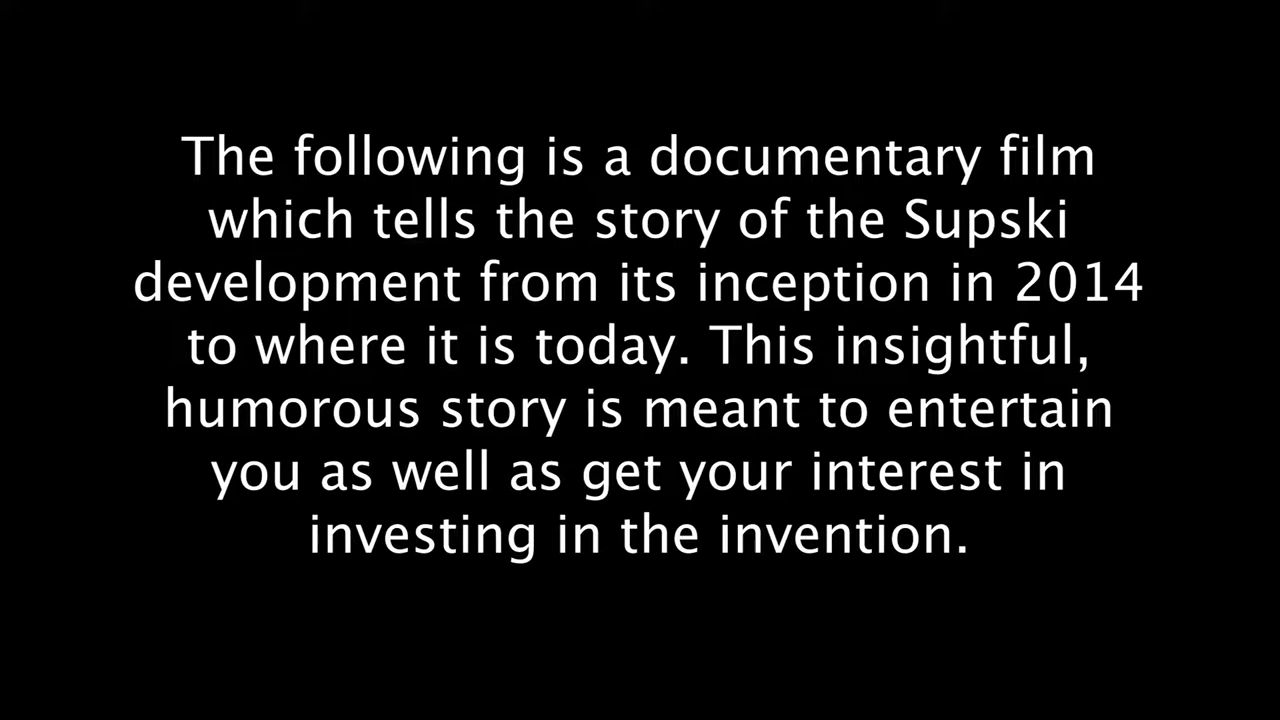 The following is a documentary film
which tells the story of the Supski
development from its inception in 2014
to where it is today. This insightful,
humorous story is meant to entertain
you as well as get your interest in
investing in the invention.